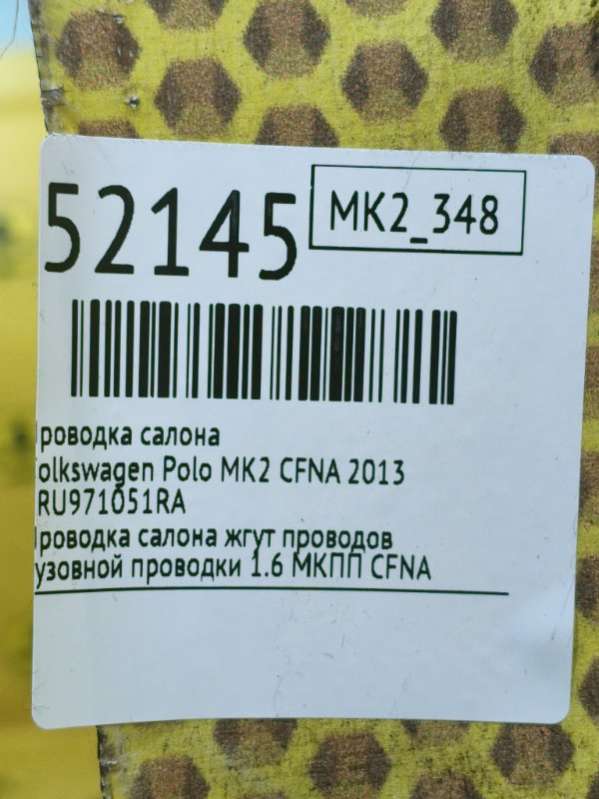 52145
MK2_348
роводка салона
olkswagen Polo MK2 CFNA 2013
RU971051RA
роводка салона жгут проводов
узовной проводки 1.6 МКПП CFNA